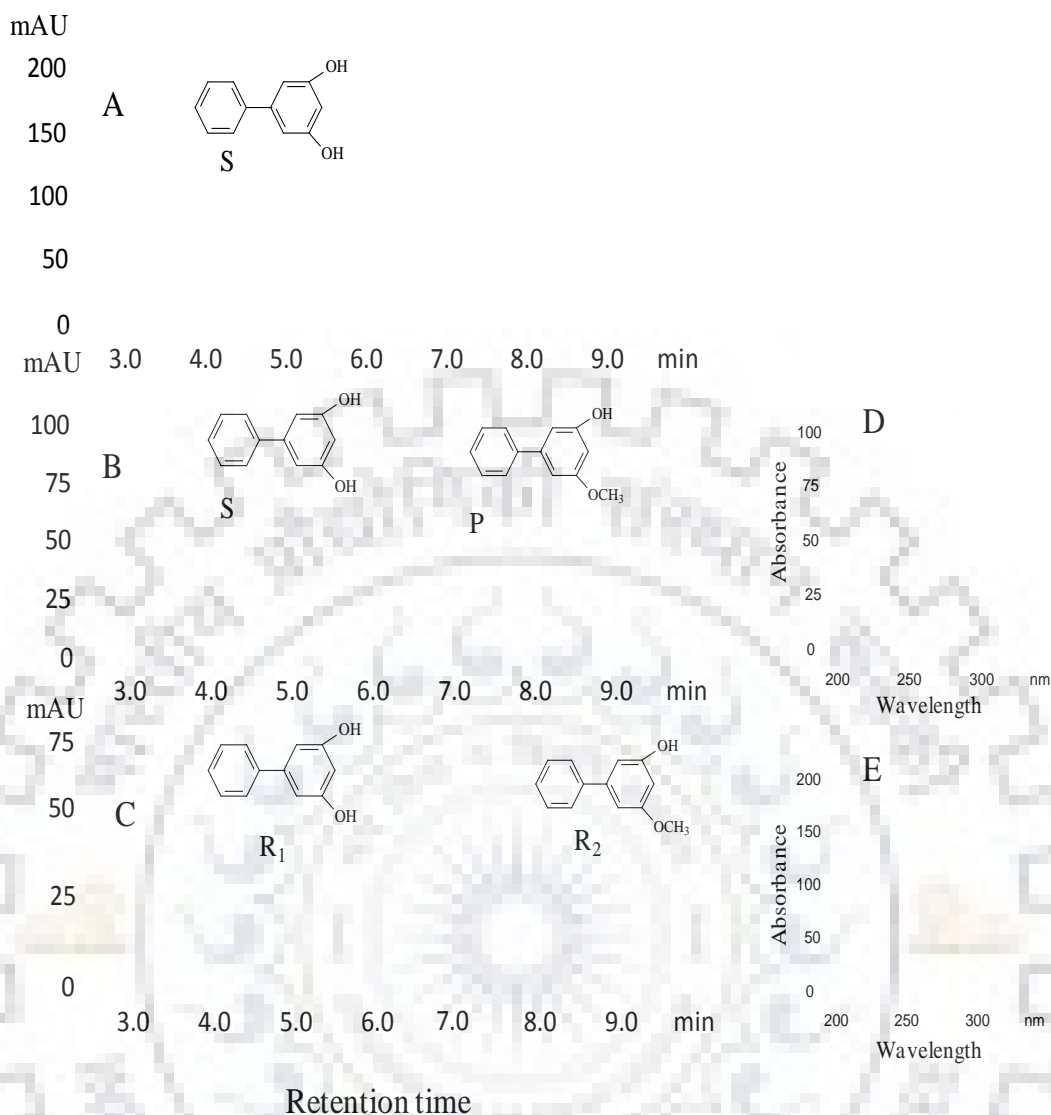 mAU
200
A
OH
150
OH
S
100
50
0
mAU 3.0 4.0 5.0 6.0 7.0 8.0 9.0 min
OH OH
100 D
100
B
75 75
OH OCH3
S P
Absorbance
50 50
25 25
0 0
3.0 4.0 5.0 6.0 7.0 8.0 9.0 min
200 250 300 nm
mAU Wavelength
75
OH OH
E
200
50
C
OH OCH3
150
R1 R2
Absorbance
25
100
50
0 0
3.0 4.0 5.0 6.0 7.0 8.0 9.0 min
200 250 300 nm
Wavelength
Retention time